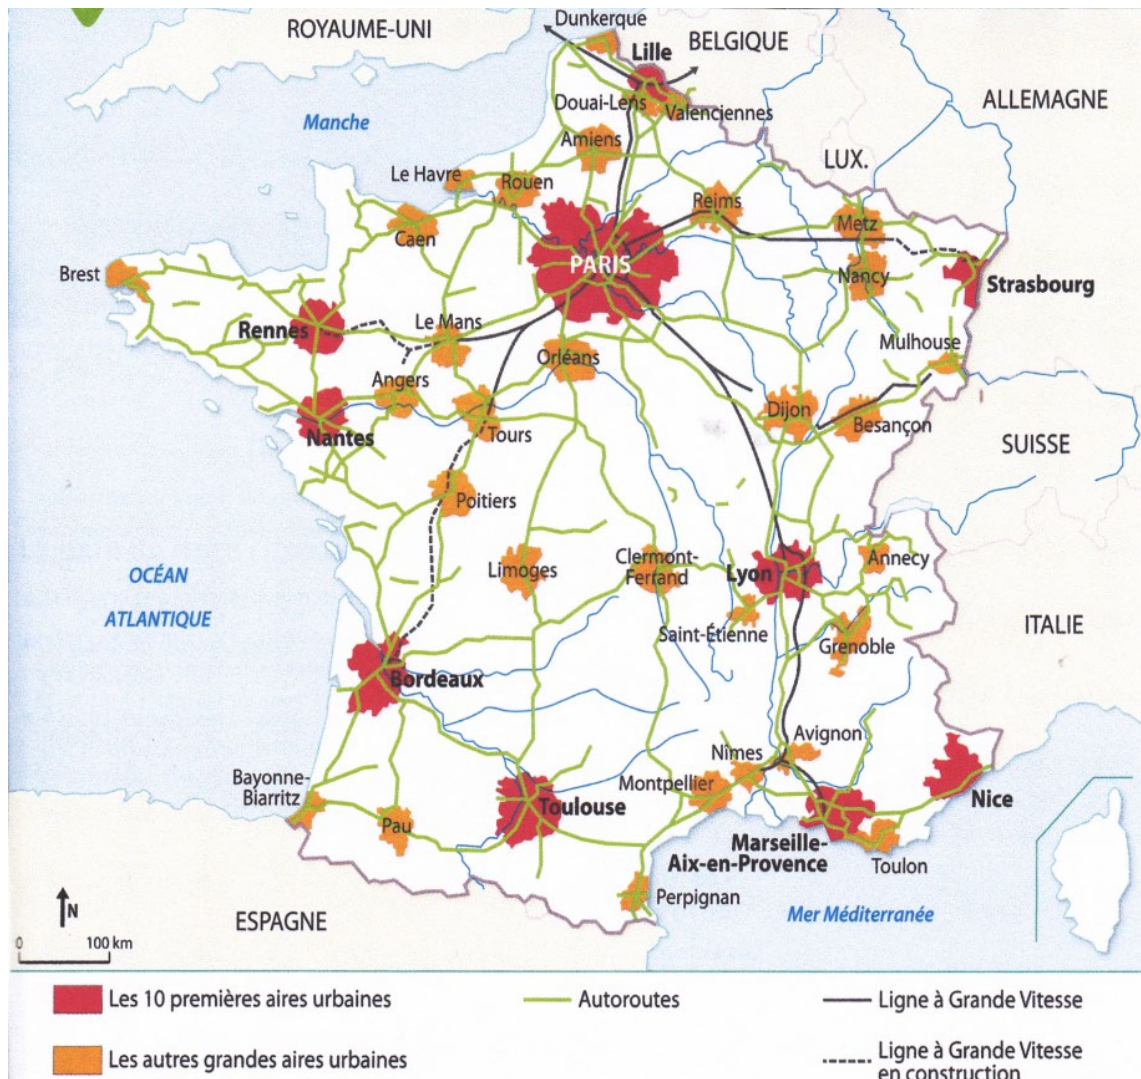 Dunkerque
ROYAUME-UNI
Lille
BELGIQUE
Douai-Lens
Valenciennes
ALLEMAGNE
Manche
Amiens
LUX.
Le Havre
Rouen
Reims
Metz
Caen
PARIS
Nancy
Strasbourg
Brest
Rennes
Le Mans
Orléans
Mulhouse
Angers
Dijon
Besançon
Nantes
Tours
SUISSE
Poitiers
OCÉAN
ATLANTIQUE
Limoges
Clermont-
Ferrand
Lyon
Annecy
Saint-Étienne
Grenoble
ITALIE
Bordeaux
Avignon
Nîmes
Bayonne-
Biarritz
Montpellier
Toulouse
Nice
Pau
Marseille-
Aix-en-Provence
Toulon
Perpignan
N
ESPAGNE
Mer Méditerranée
0 100 km
Les 10 premières aires urbaines
Autoroutes
Ligne à Grande Vitesse
Les autres grandes aires urbaines
Ligne à Grande Vitesse
en construction